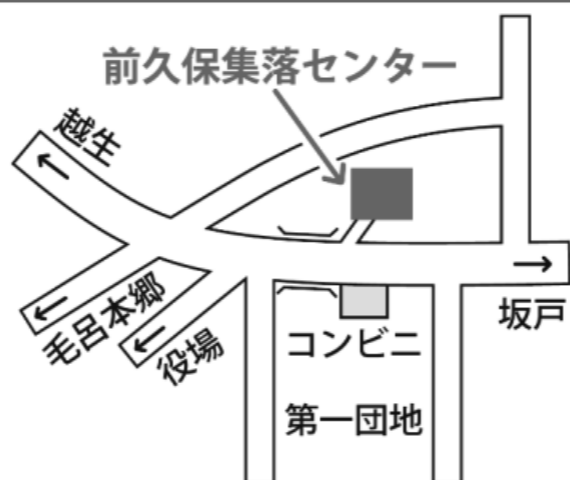 前久保集落センター
越生
毛呂本郷
役場
コンビニ
坂戸
第一団地